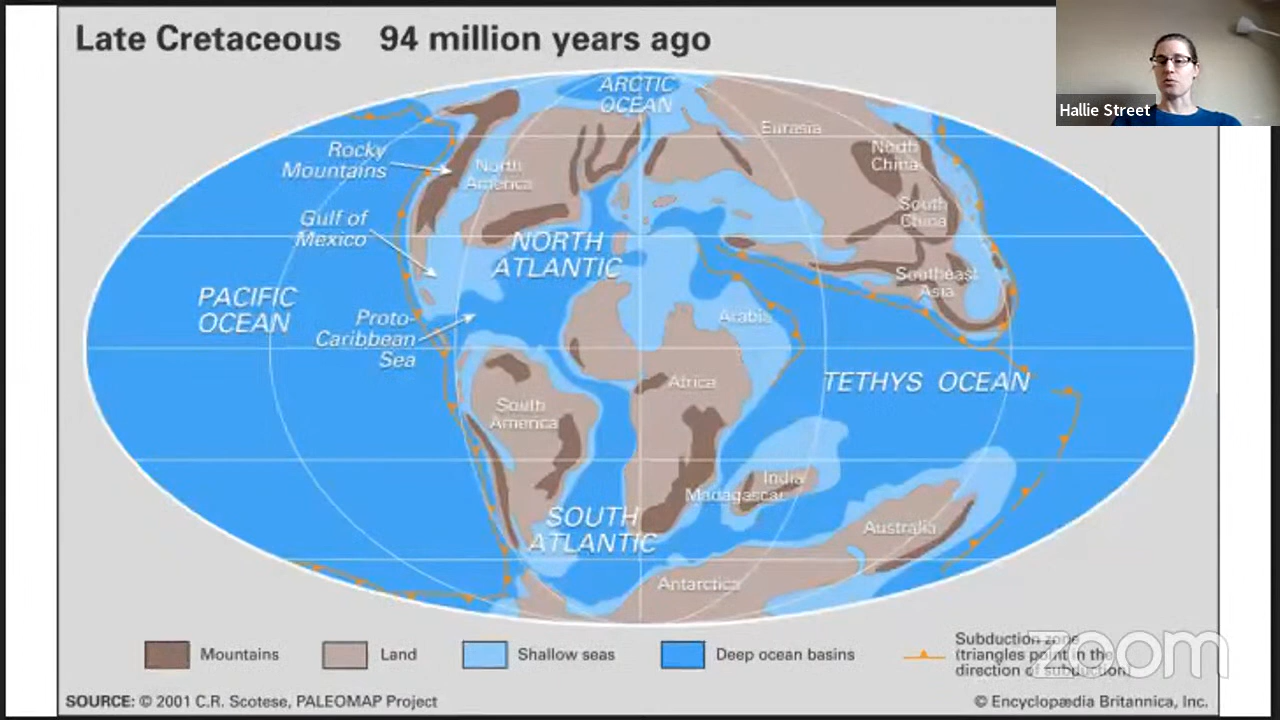 Late Cretaceous 94 million years ago
Hallie Street
ARCTIC
OCEAN
Eurasia
Rocky
Mountains
North
America
North
China
South
China
Gulf of
Mexico
NORTH
ATLANTIC
Southeast
Asia
PACIFIC
OCEAN
Proto-
Caribbean
Sea
Arabia
Africa
TETHYS OCEAN
South
America
India
Madagascar
SOUTH
ATLANTIC
Australia
Antarctica
Mountains
Land
Shallow seas
Deep ocean basins
Subduction zone
(triangles point in the
direction of subduction)
zoom
SOURCE: © 2001 C.R. Scotese, PALEOMAP Project
© Encyclopædia Britannica, Inc.